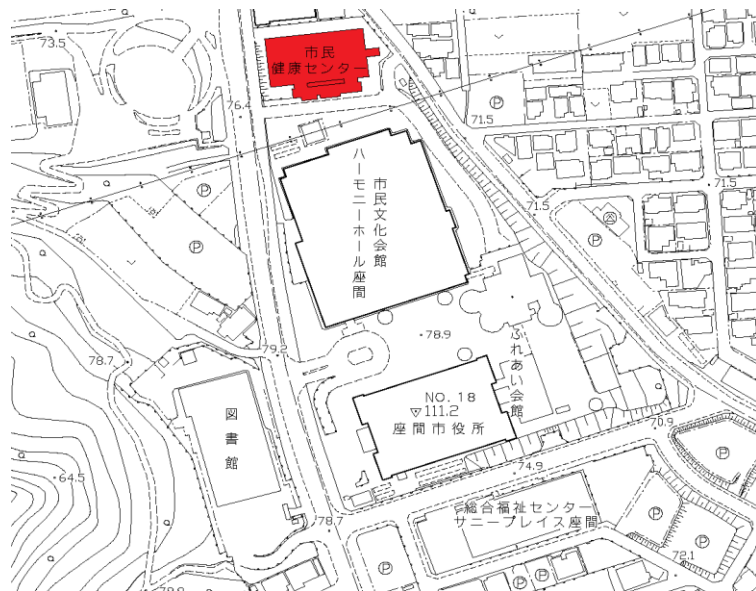 73.5
市民
健康センター
76.4
P
71.5
P
71.5
市民文化会館
ハーモニーホール座間
71.5
P
P
78.9
ふれあい会館
79.2
78.7
図書館
NO. 18
▽111.2
座間市役所
70.9
64.5
74.9
P
総合福祉センター
サニープレイス座間
P
78.7
P
P
P
P
72.1